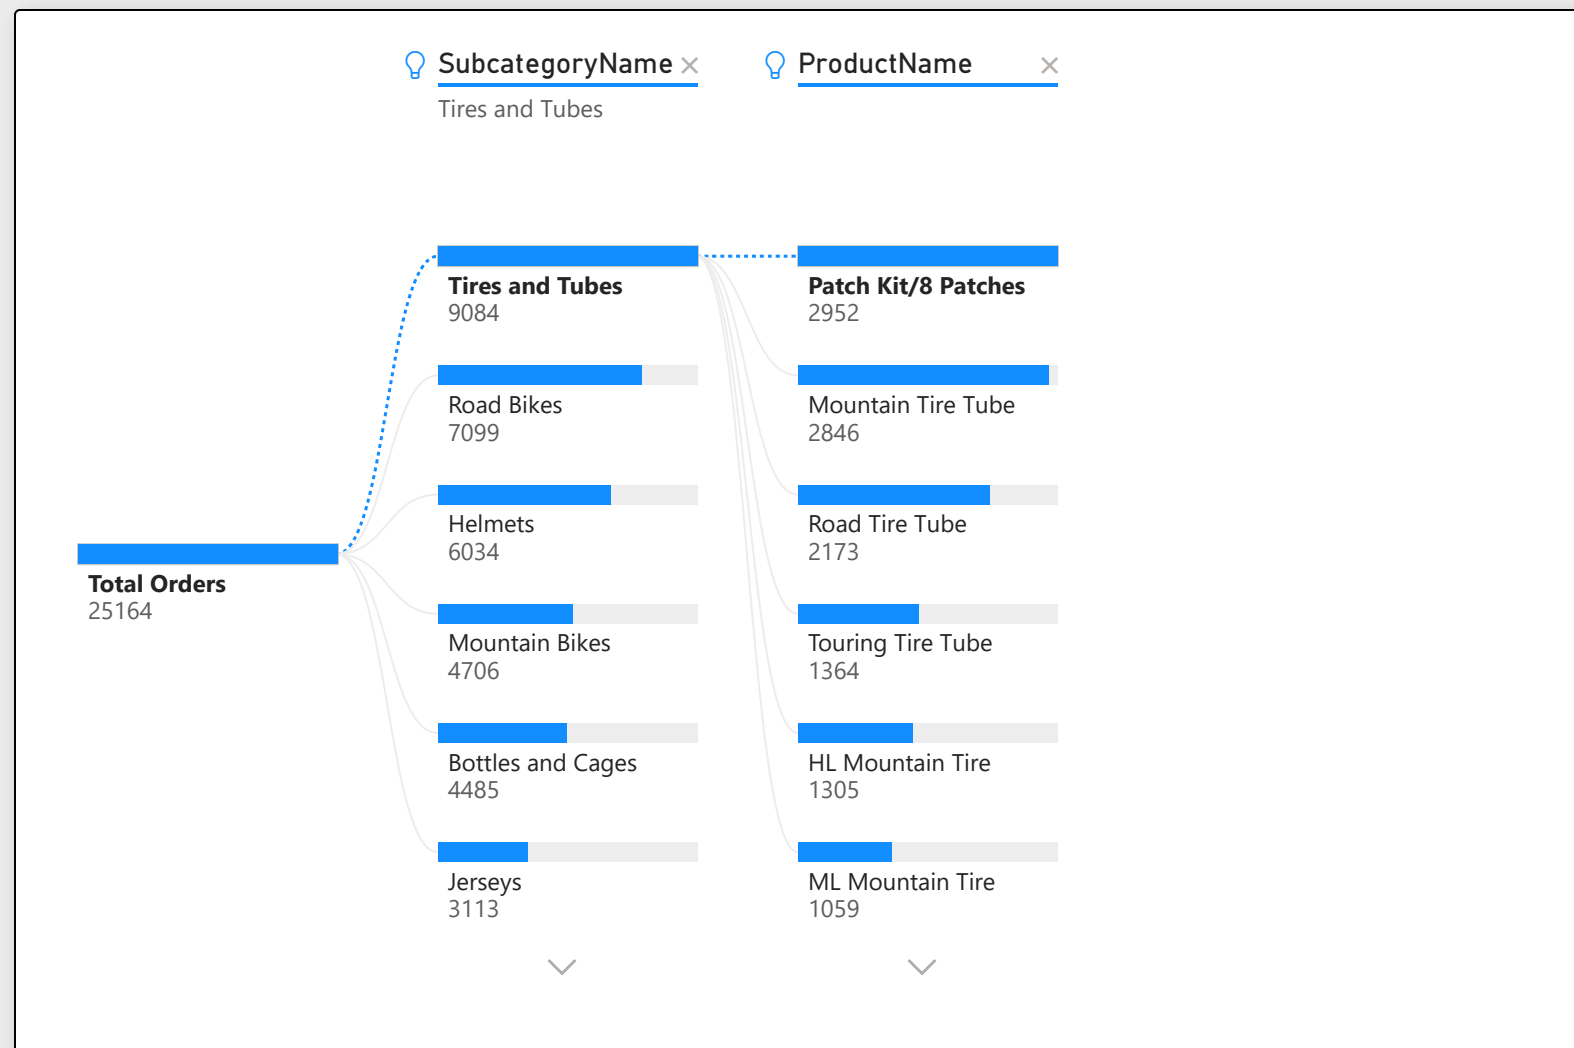 SubcategoryName
Tires and Tubes
ProductName
Total Orders
25164
Tires and Tubes
9084
Road Bikes
7099
Helmets
6034
Mountain Bikes
4706
Bottles and Cages
4485
Jerseys
3113
Patch Kit/8 Patches
2952
Mountain Tire Tube
2846
Road Tire Tube
2173
Touring Tire Tube
1364
HL Mountain Tire
1305
ML Mountain Tire
1059